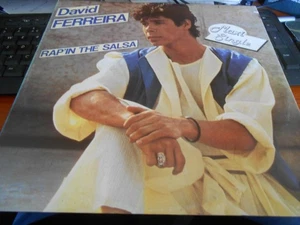 David
FERREIRA
RAP'IN THE SALSA
Maxi
Single